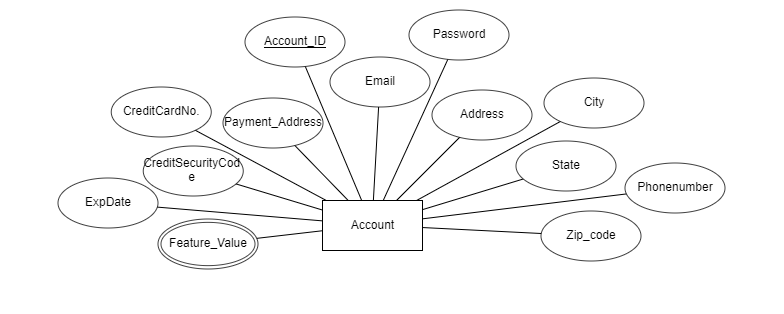 Password
Account_ID
Email
City
CreditCardNo.
Address
Payment_Address
CreditSecurityCod
e
State
Phonenumber
ExpDate
Account
Zip_code
Feature_Value